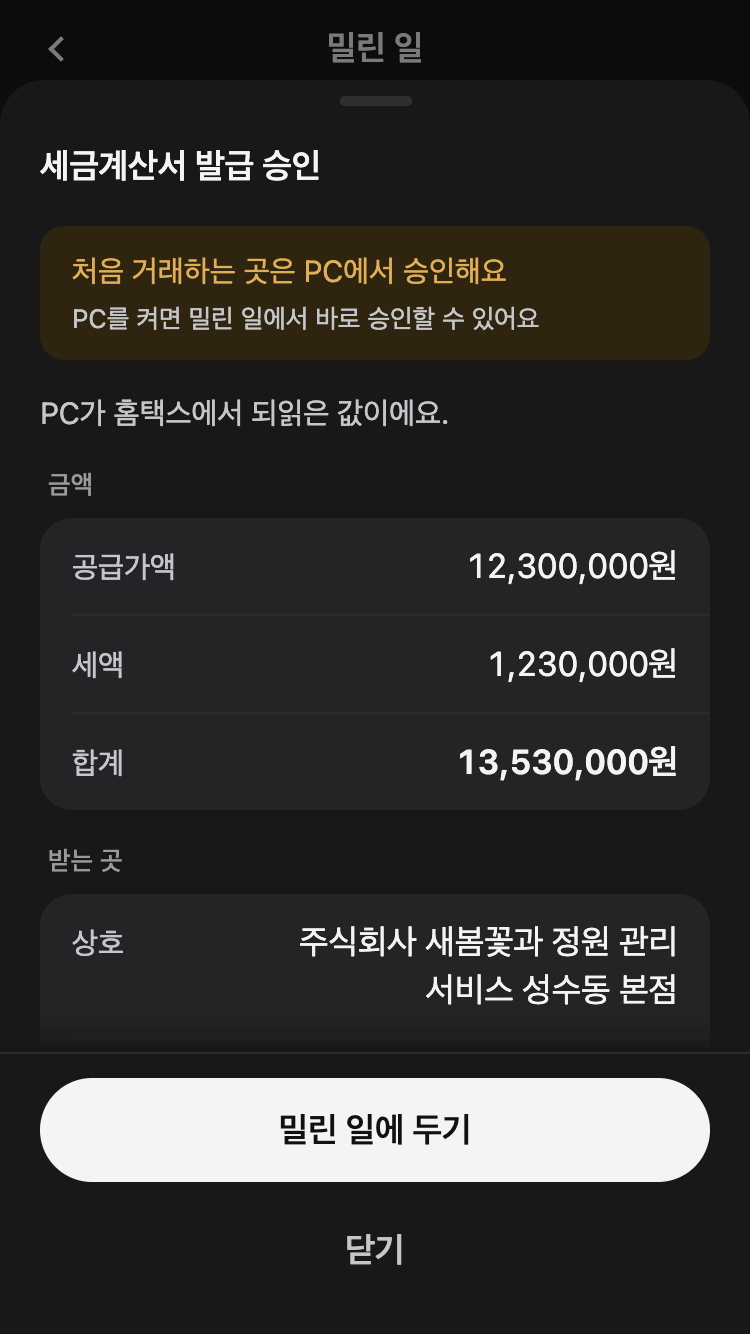 밀린 일
세금계산서 발급 승인
처음 거래하는 곳은 PC에서 승인해요
PC를 켜면 밀린 일에서 바로 승인할 수 있어요
PC가 홈택스에서 되읽은 값이에요.
금액
공급가액 12,300,000원
세액 1,230,000원
합계 13,530,000원
받는 곳
상호 주식회사 새봄꽃과 정원 관리
서비스 성수동 본점
밀린 일에 두기
닫기